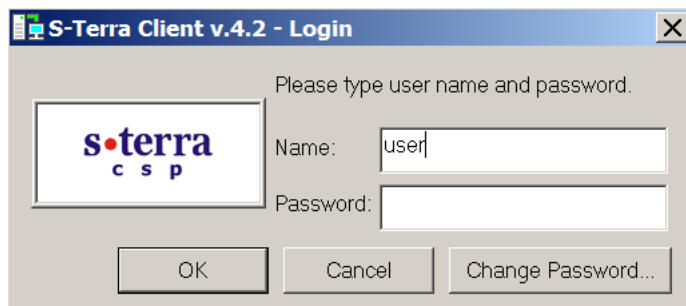 S-Terra Client v.4.2 - Login
Please type user name and password.
s•terra
csp
Name: user
Password:
OK Cancel Change Password...